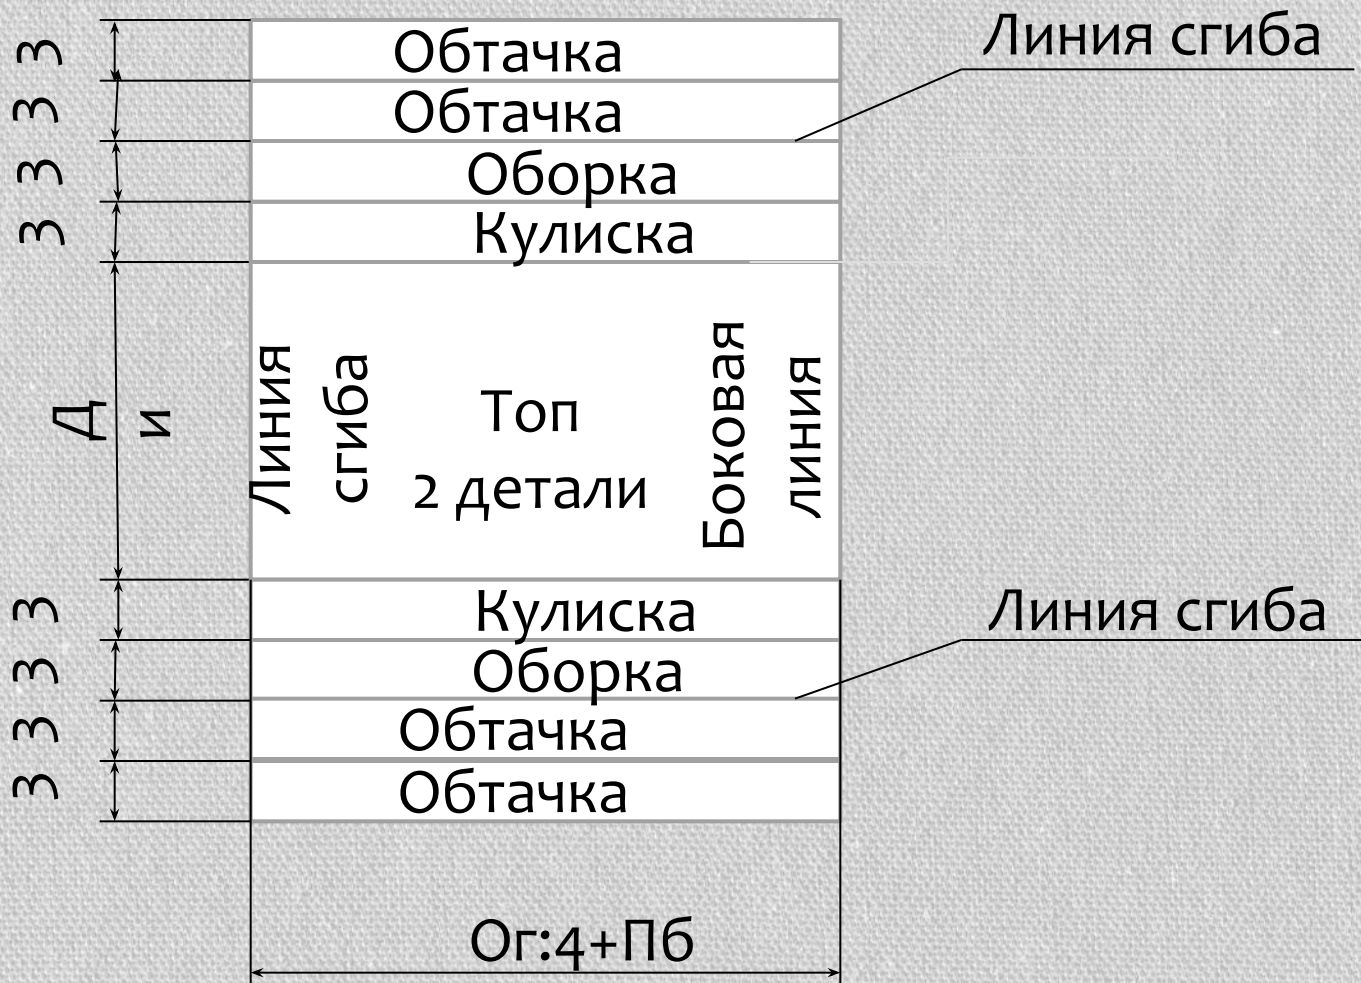 Линия сгиба
3
Обтачка
3
Обтачка
3
Оборка
3
Кулиска
Ди
Линия
сгиба
Топ
2 детали
Боковая
линия
3
Кулиска
Линия сгиба
3
Оборка
3
Обтачка
3
Обтачка
Ог:4+Пб